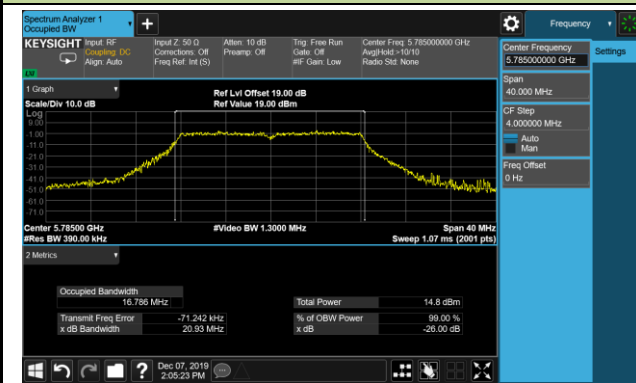 Spectrum Analyzer 1
Occupied BW
Frequency
KEYSIGHT
Input: RF
Coupling: DC
Align: Auto
Input Z: 50 Ω
Corrections: Off
Freq Ref: Int (S)
Atten: 10 dB
Preamp: Off
Trig: Free Run
Gate: Off
#IF Gain: Low
Center Freq: 5.785000000 GHz
Avg|Hold:>10/10
Radio Std: None
Center Frequency
5.785000000 GHz
Settings
Span
40.000 MHz
CF Step
4.000000 MHz
Auto
Man
Freq Offset
0 Hz
1 Graph
Scale/Div 10.0 dB
Ref Lvl Offset 19.00 dB
Ref Value 19.00 dBm
Log
9.00
-1.00
-11.0
-21.0
-31.0
-41.0
-51.0
-61.0
-71.0
Center 5.78500 GHz
#Res BW 390.00 kHz
#Video BW 1.3000 MHz
Span 40 MHz
Sweep 1.07 ms (2001 pts)
2 Metrics
Occupied Bandwidth
16.786 MHz
Total Power 14.8 dBm
Transmit Freq Error -71.242 kHz
% of OBW Power 99.00 %
x dB Bandwidth 20.93 MHz
x dB -26.00 dB
?
Dec 07, 2019
2:05:23 PM